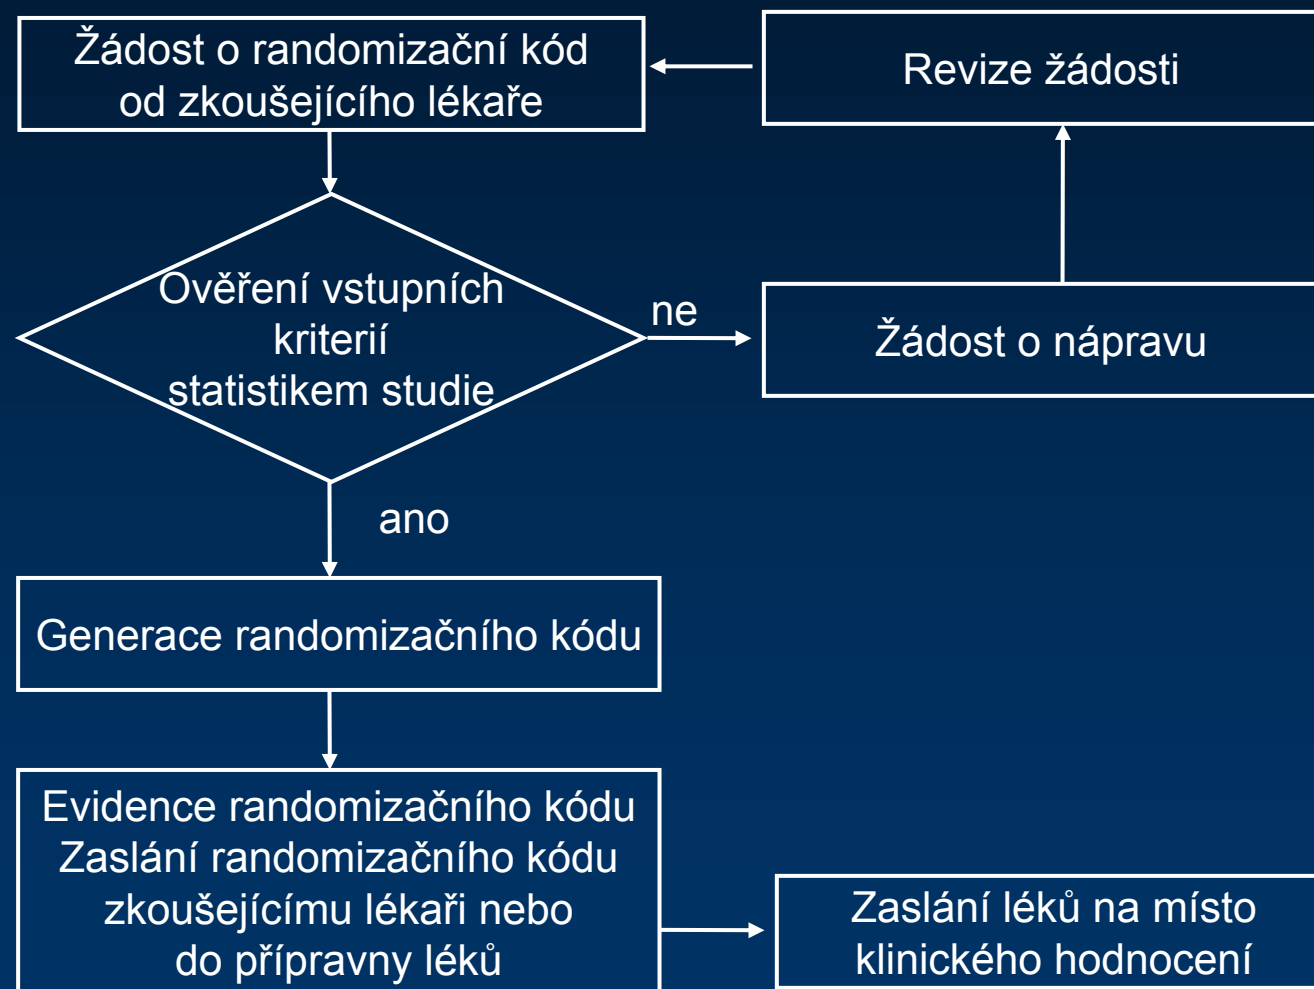 Žádost o randomizační kód
od zkoušejícího lékaře
Revize žádosti
Ověření vstupních
kriterií
statistikem studie
ne
Žádost o nápravu
ano
Generace randomizačního kódu
Evidence randomizačního kódu
Zaslání randomizačního kódu
zkoušejícímu lékaři nebo
do přípravny léků
Zaslání léků na místo
klinického hodnocení